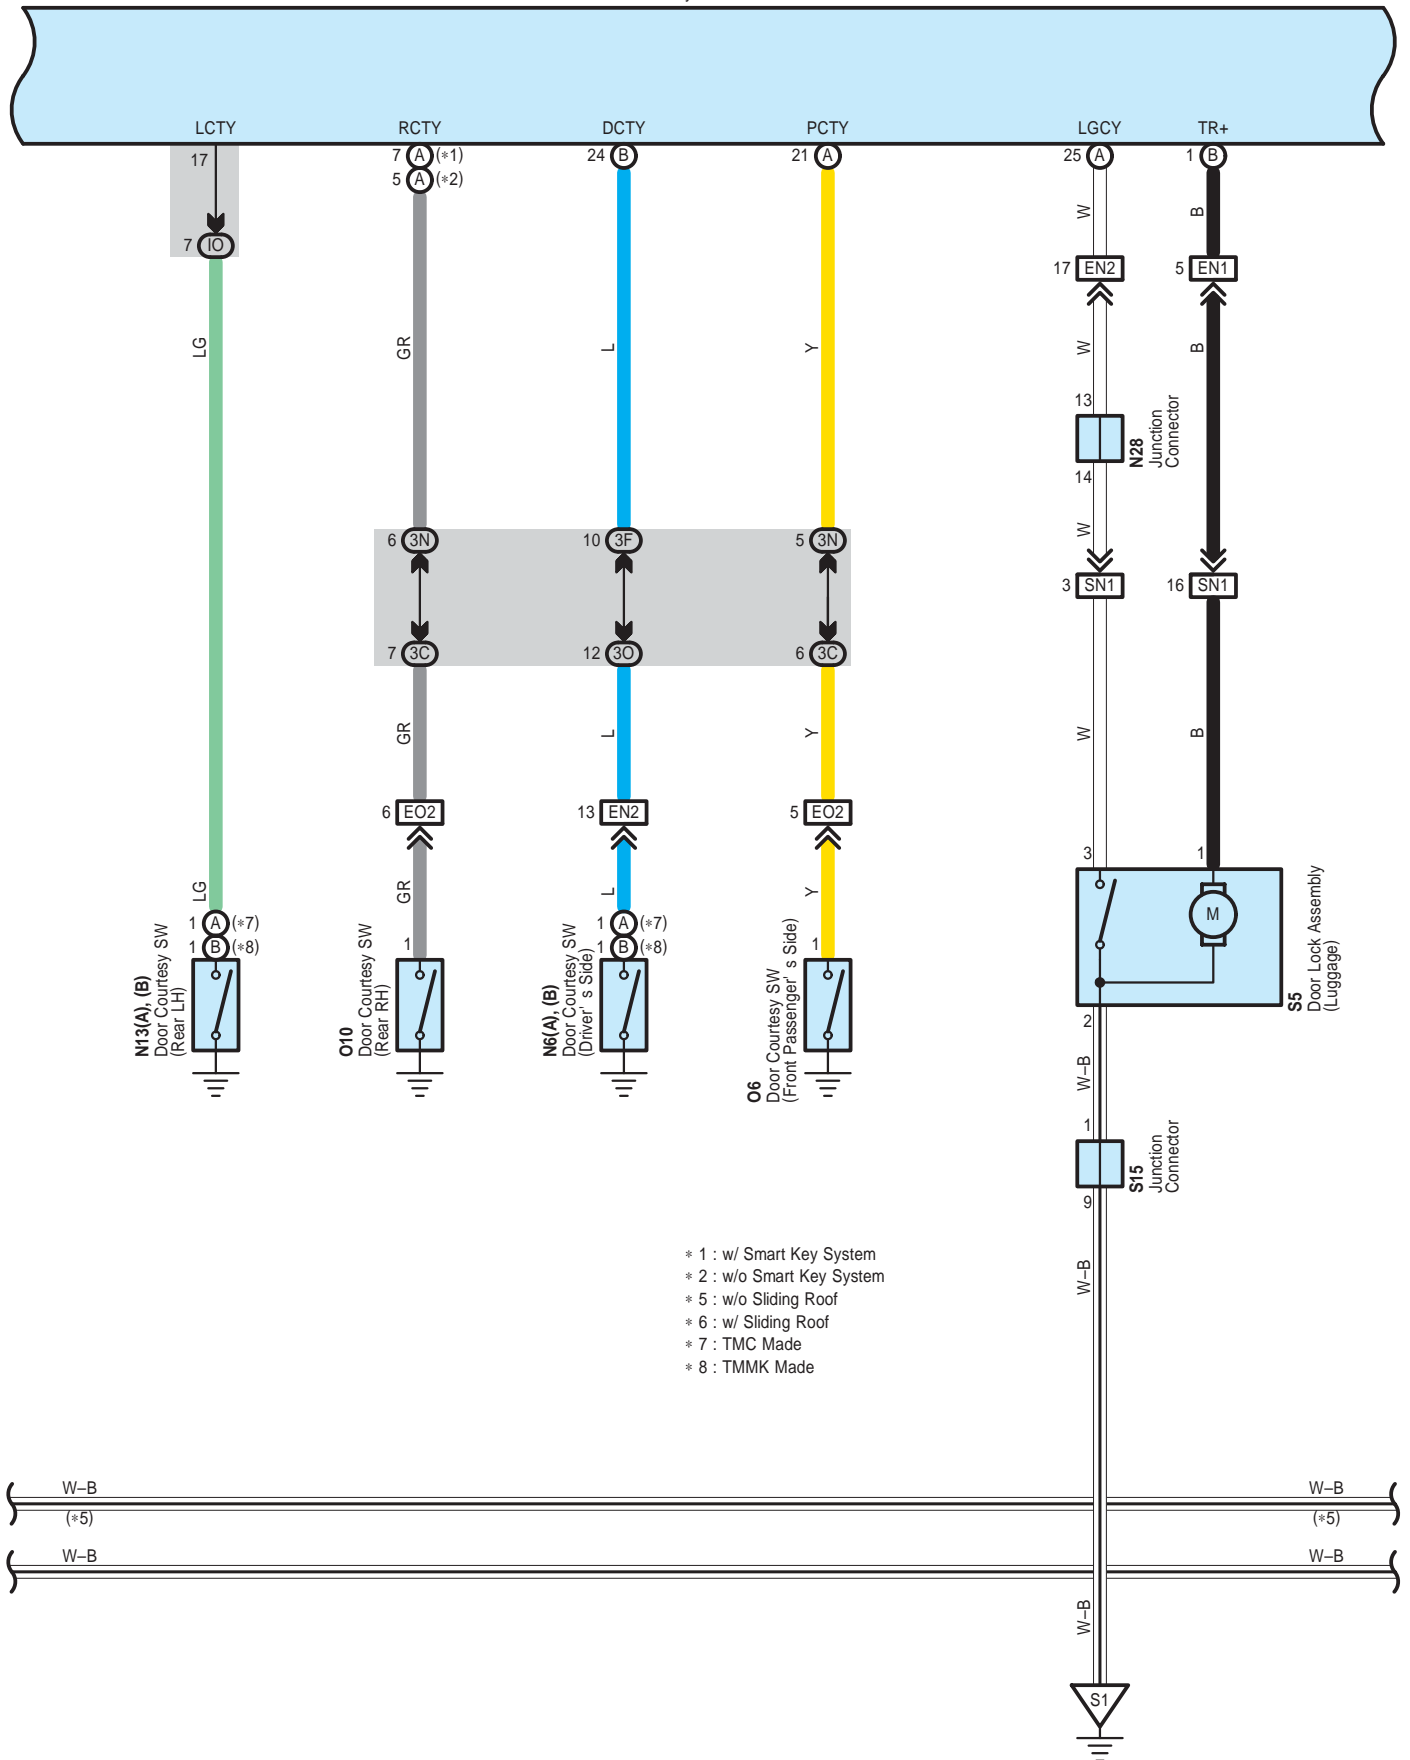 LCTY RCTY DCTY PCTY LGCY TR+
17 7 A (*1) 24 B 21 A 25 A 1 B
5 A (*2)
W B
7 IO
17 EN2 5 EN1
LG GR L Y W B
13
N28
Junction
Connector
14
W
6 3N 10 3F 5 3N
3 SN1 16 SN1
7 3C 12 3O 6 3C
GR L Y W B
6 EO2 13 EN2 5 EO2
3 1
LG GR L Y
1 A (*7) 1 A (*7)
1 B (*8) 1 1 B (*8) 1
M
N13(A), (B)
Door Courtesy SW
(Rear LH)
O10
Door Courtesy SW
(Rear RH)
N6(A), (B)
Door Courtesy SW
(Driver' s Side)
O6
Door Courtesy SW
(Front Passenger' s Side)
S5
Door Lock Assembly
(Luggage)
2
W–B
1
S15
Junction
Connector
9
W–B
* 1 : w/ Smart Key System
* 2 : w/o Smart Key System
* 5 : w/o Sliding Roof
* 6 : w/ Sliding Roof
* 7 : TMC Made
* 8 : TMMK Made
W–B W–B
(*5) (*5)
W–B W–B
W–B
S1